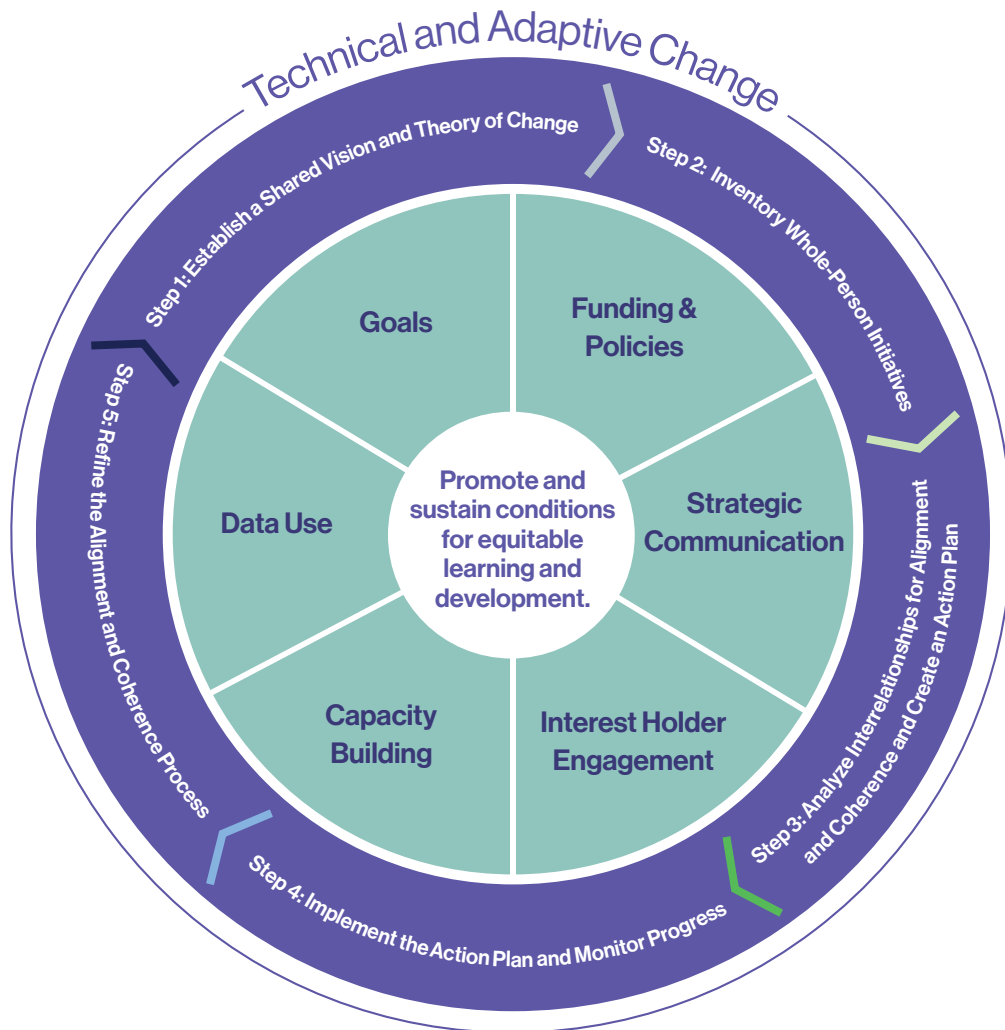 Technical and Adaptive Change
Step 1: Establish a Shared Vision and Theory of Change
Step 2: Inventory Whole-Person Initiatives
Step 3: Analyze Interrelationships for Alignment
and Coherence and Create an Action Plan
Step 4: Implement the Action Plan and Monitor Progress
Step 5: Refine the Alignment and Coherence Process
Goals
Funding &
Policies
Strategic
Communication
Interest Holder
Engagement
Capacity
Building
Data Use
Promote and
sustain conditions
for equitable
learning and
development.